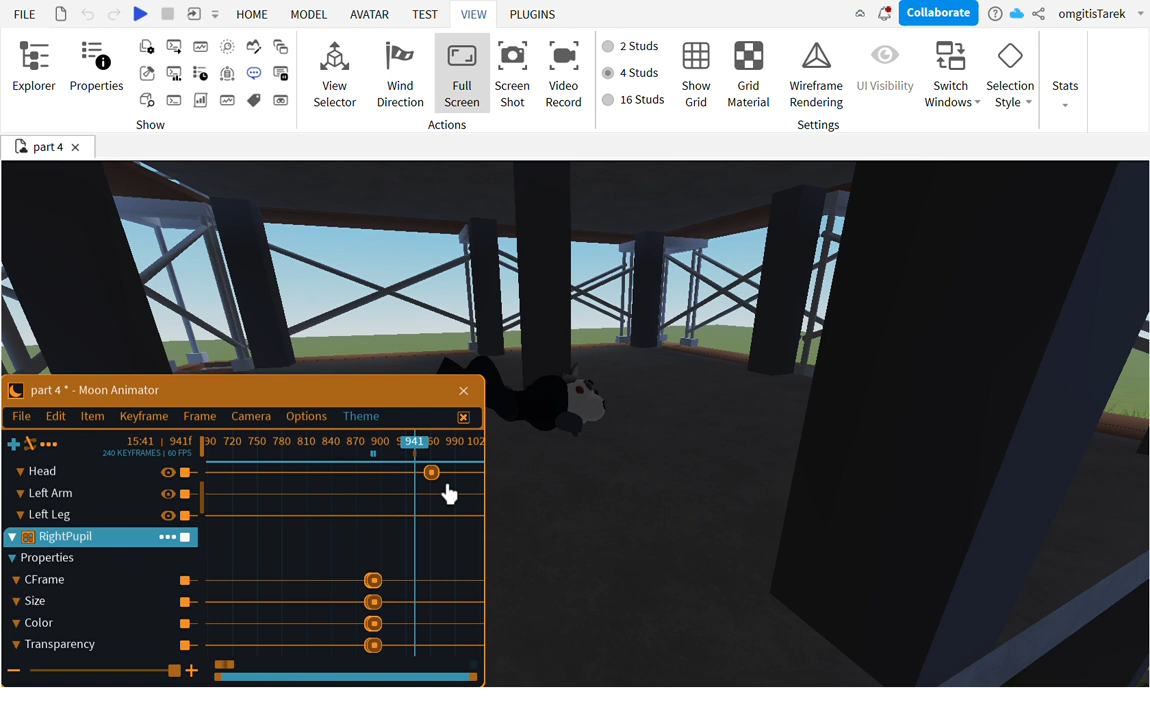 FILE HOME MODEL AVATAR TEST VIEW PLUGINS Collaborate omgitisTarek
Explorer Properties
Show
View Selector
Wind Direction
Full Screen
Screen Shot
Video Record
Actions
2 Studs
4 Studs
16 Studs
Show Grid
Grid Material
Wireframe Rendering
UI Visibility
Switch Windows
Selection Style
Settings
Stats
part 4
part 4 * - Moon Animator
File Edit Item Keyframe Frame Camera Options Theme
15:41 | 941f
240 KEYFRAMES | 60 FPS
90 720 750 780 810 840 870 900 941 60 990 102
Head
Left Arm
Left Leg
RightPupil
Properties
CFrame
Size
Color
Transparency